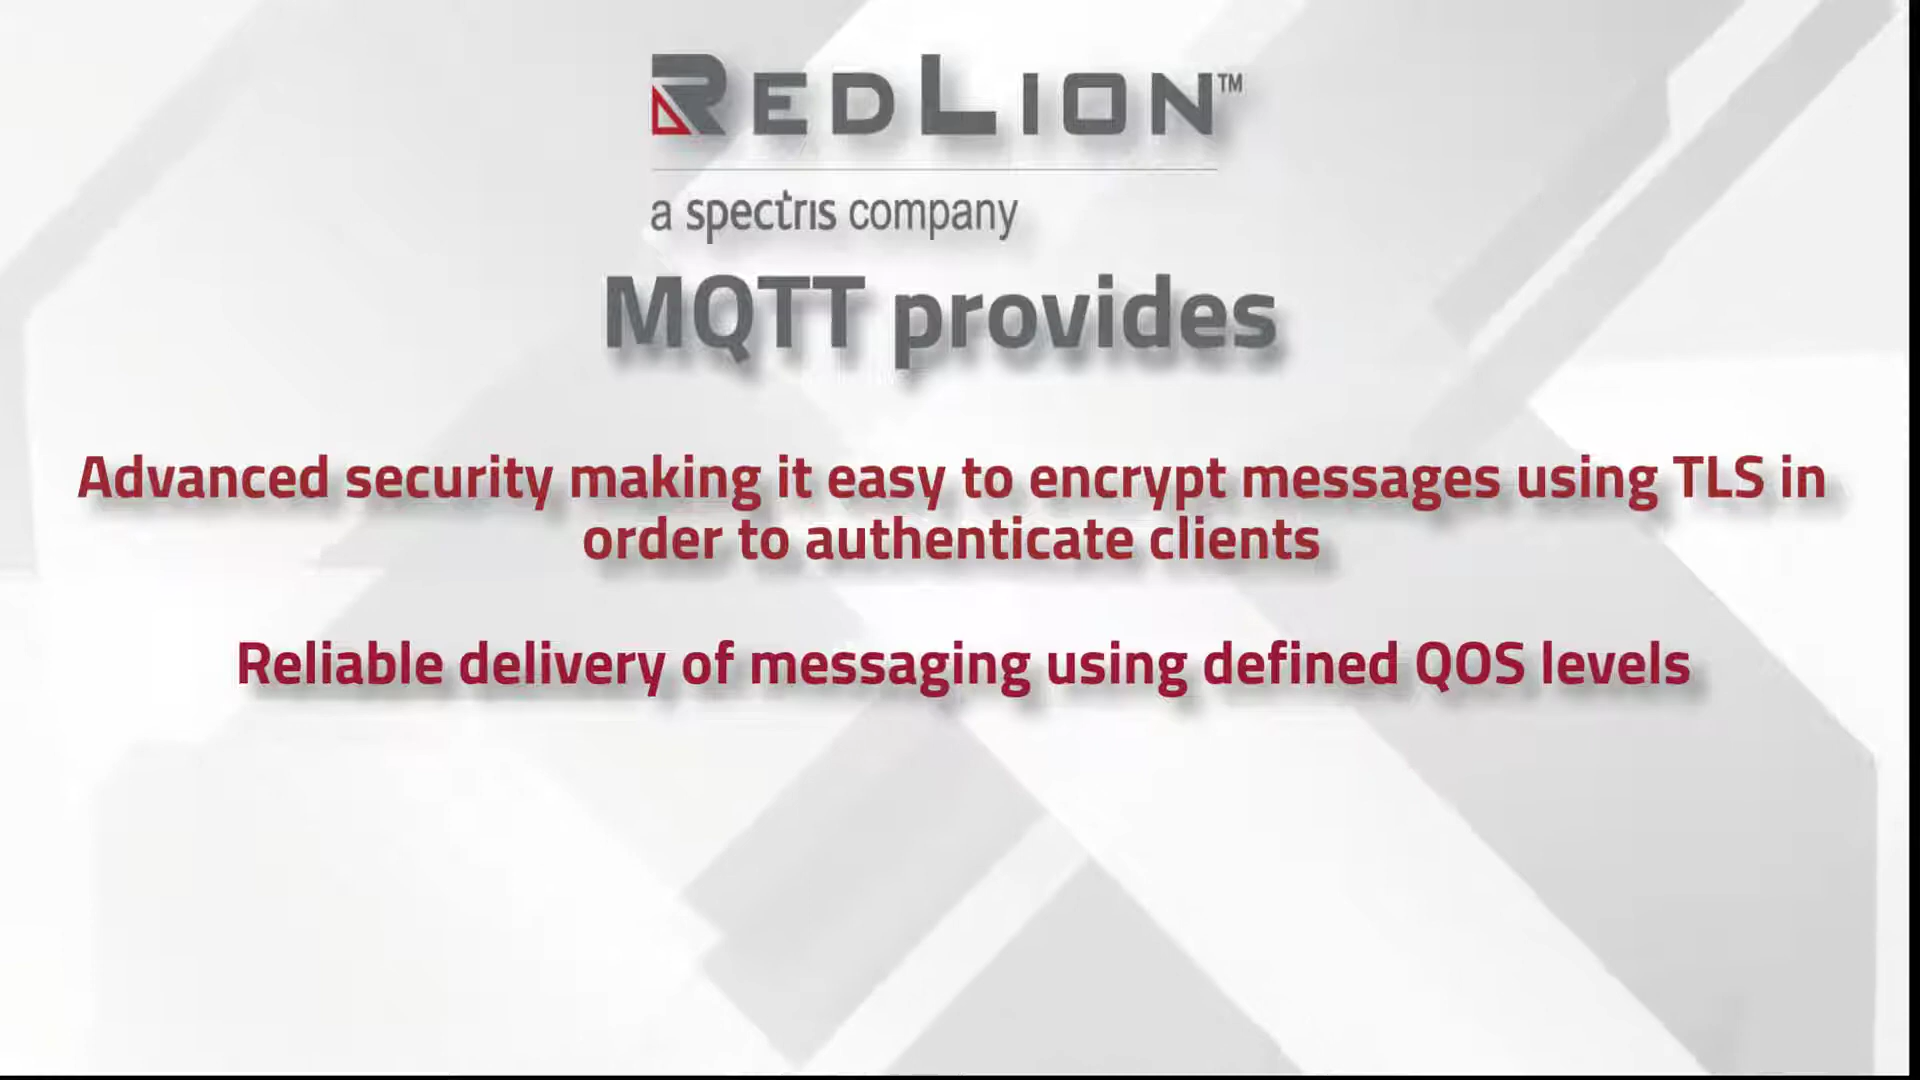 REDLION™
a spectris company
MQTT provides
Advanced security making it easy to encrypt messages using TLS in
order to authenticate clients
Reliable delivery of messaging using defined QOS levels